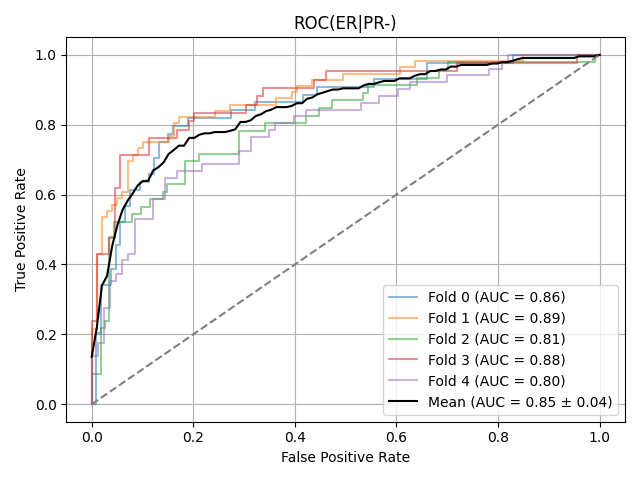 ROC(ER|PR-)
True Positive Rate
1.0
0.8
0.6
0.4
0.2
0.0
Fold 0 (AUC = 0.86)
Fold 1 (AUC = 0.89)
Fold 2 (AUC = 0.81)
Fold 3 (AUC = 0.88)
Fold 4 (AUC = 0.80)
Mean (AUC = 0.85 ± 0.04)
0.0 0.2 0.4 0.6 0.8 1.0
False Positive Rate